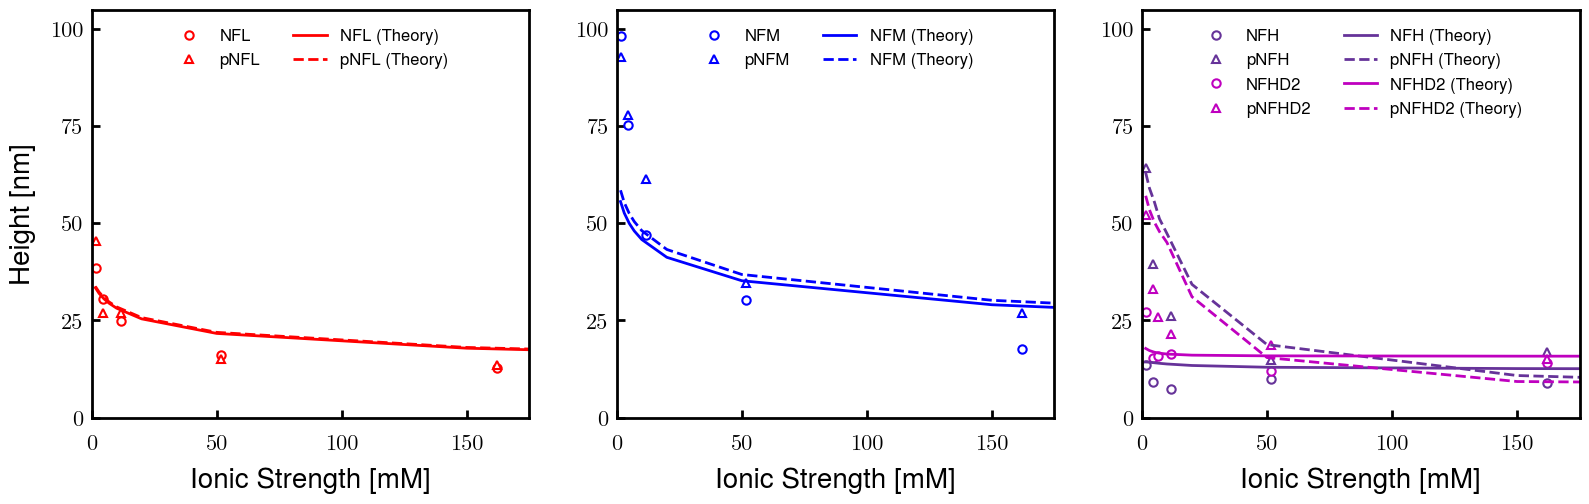 Height [nm]
100
75
50
25
0
0 50 100 150
Ionic Strength [mM]
NFL NFL (Theory)
pNFL pNFL (Theory)
100
75
50
25
0
0 50 100 150
Ionic Strength [mM]
NFM NFM (Theory)
pNFM NFM (Theory)
100
75
50
25
0
0 50 100 150
Ionic Strength [mM]
NFH NFH (Theory)
pNFH pNFH (Theory)
NFHD2 NFHD2 (Theory)
pNFHD2 pNFHD2 (Theory)